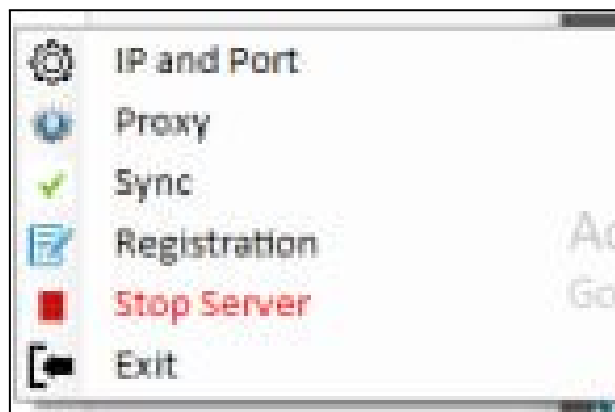 IP and Port
Proxy
Sync
Registration
Stop Server
Exit